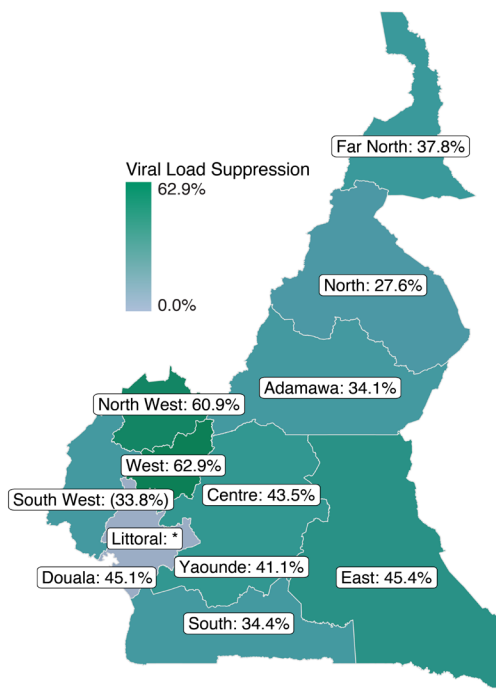 Far North: 37.8%
Viral Load Suppression
62.9%
0.0%
North: 27.6%
Adamawa: 34.1%
North West: 60.9%
West: 62.9%
Centre: 43.5%
South West: (33.8%)
Littoral: *
Yaounde: 41.1%
Douala: 45.1%
East: 45.4%
South: 34.4%